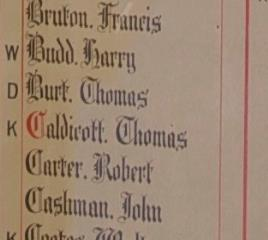 Bruton. Francis
W Budd. Harry
D Burt. Thomas
K Caldicott. Thomas
Carter. Robert
Cashman. John
K